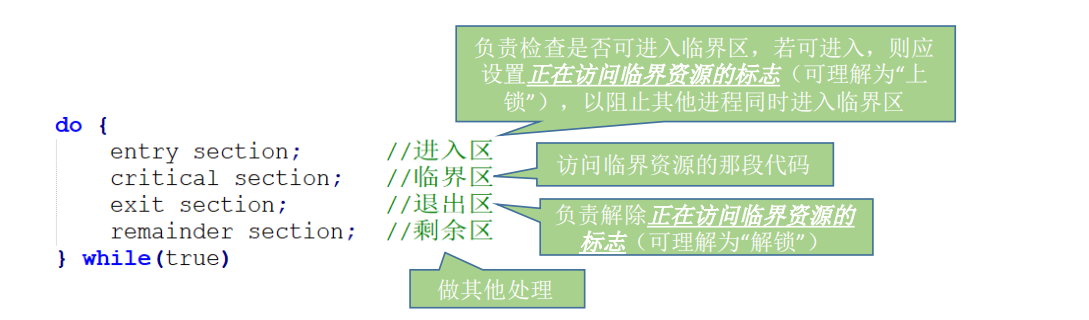 负责检查是否可进入临界区，若可进入，则应
设置正在访问临界资源的标志（可理解为“上
锁”），以阻止其他进程同时进入临界区
do {
entry section; //进入区
访问临界资源的那段代码
critical section; //临界区
exit section; //退出区
负责解除正在访问临界资源的
标志（可理解为“解锁”）
remainder section; //剩余区
} while(true)
做其他处理